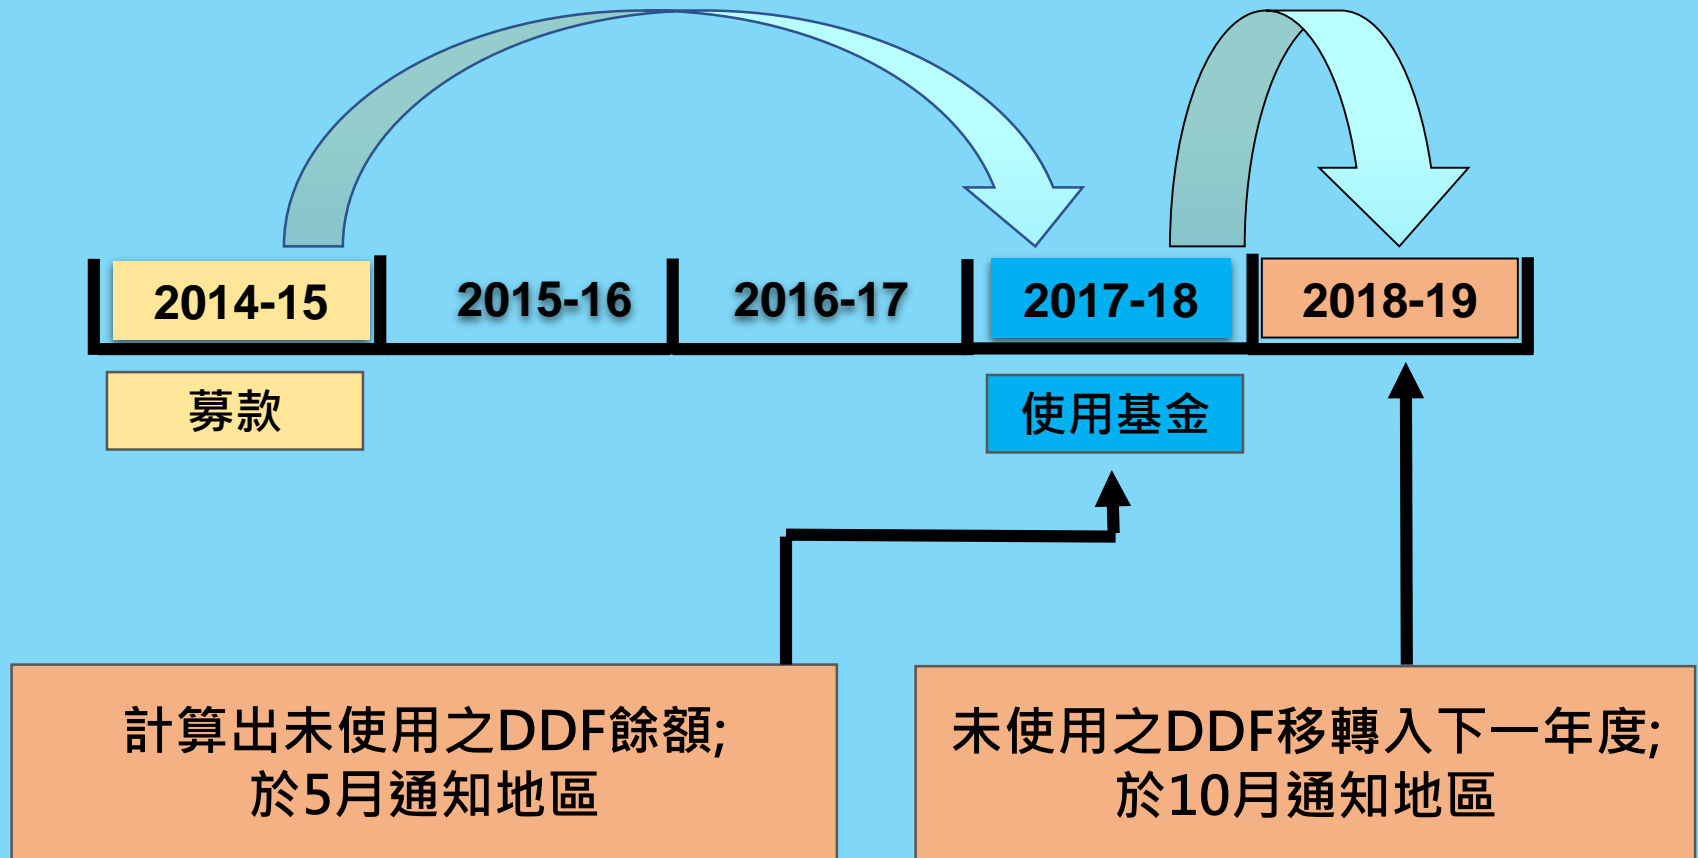 2014-15
2015-16
2016-17
2017-18
2018-19
募款
使用基金
計算出未使用之DDF餘額;
於5月通知地區
未使用之DDF移轉入下一年度;
於10月通知地區